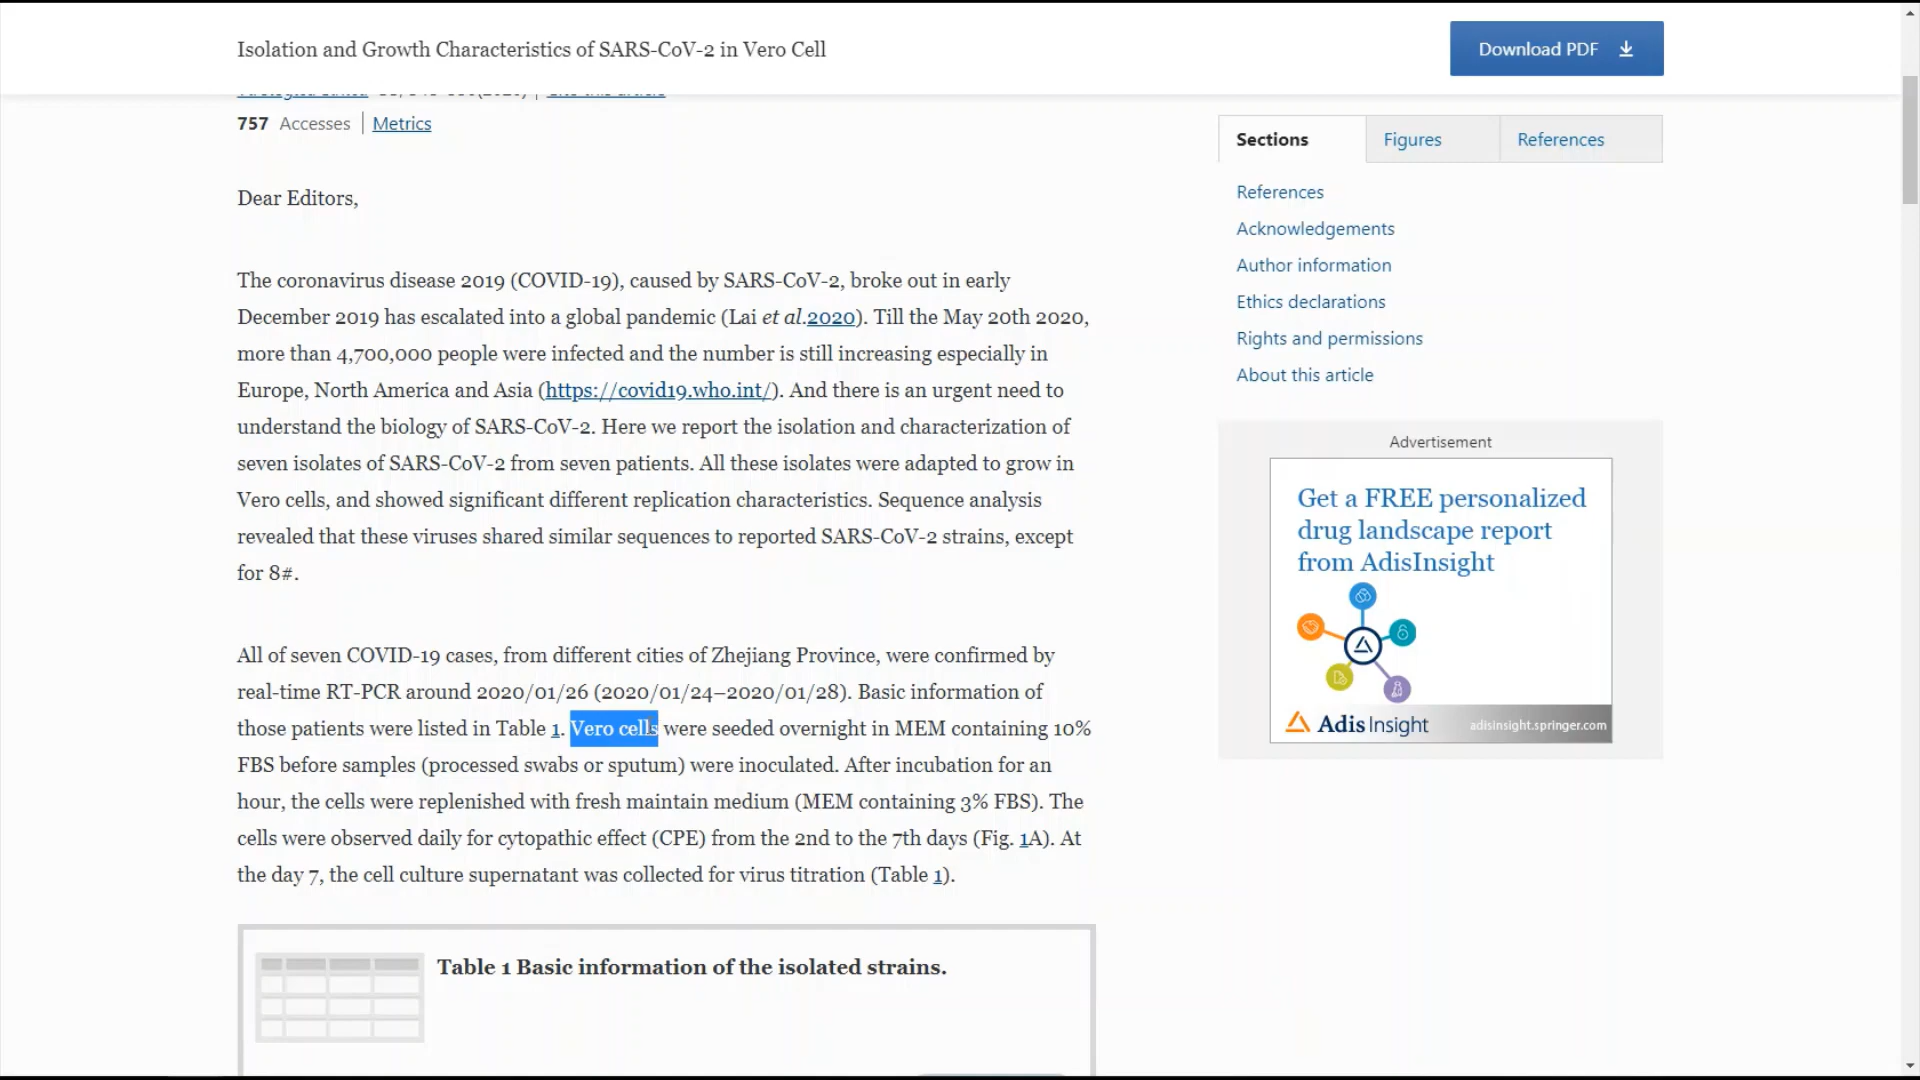 Isolation and Growth Characteristics of SARS-CoV-2 in Vero Cell
Download PDF
757 Accesses | Metrics
Dear Editors,
The coronavirus disease 2019 (COVID-19), caused by SARS-CoV-2, broke out in early
December 2019 has escalated into a global pandemic (Lai et al.2020). Till the May 20th 2020,
more than 4,700,000 people were infected and the number is still increasing especially in
Europe, North America and Asia (https://covid19.who.int/). And there is an urgent need to
understand the biology of SARS-CoV-2. Here we report the isolation and characterization of
seven isolates of SARS-CoV-2 from seven patients. All these isolates were adapted to grow in
Vero cells, and showed significant different replication characteristics. Sequence analysis
revealed that these viruses shared similar sequences to reported SARS-CoV-2 strains, except
for 8#.
All of seven COVID-19 cases, from different cities of Zhejiang Province, were confirmed by
real-time RT-PCR around 2020/01/26 (2020/01/24–2020/01/28). Basic information of
those patients were listed in Table 1. Vero cells were seeded overnight in MEM containing 10%
FBS before samples (processed swabs or sputum) were inoculated. After incubation for an
hour, the cells were replenished with fresh maintain medium (MEM containing 3% FBS). The
cells were observed daily for cytopathic effect (CPE) from the 2nd to the 7th days (Fig. 1A). At
the day 7, the cell culture supernatant was collected for virus titration (Table 1).
Table 1 Basic information of the isolated strains.
Sections
Figures
References
References
Acknowledgements
Author information
Ethics declarations
Rights and permissions
About this article
Advertisement
Get a FREE personalized
drug landscape report
from AdisInsight
AdisInsight
adisinsight.springer.com